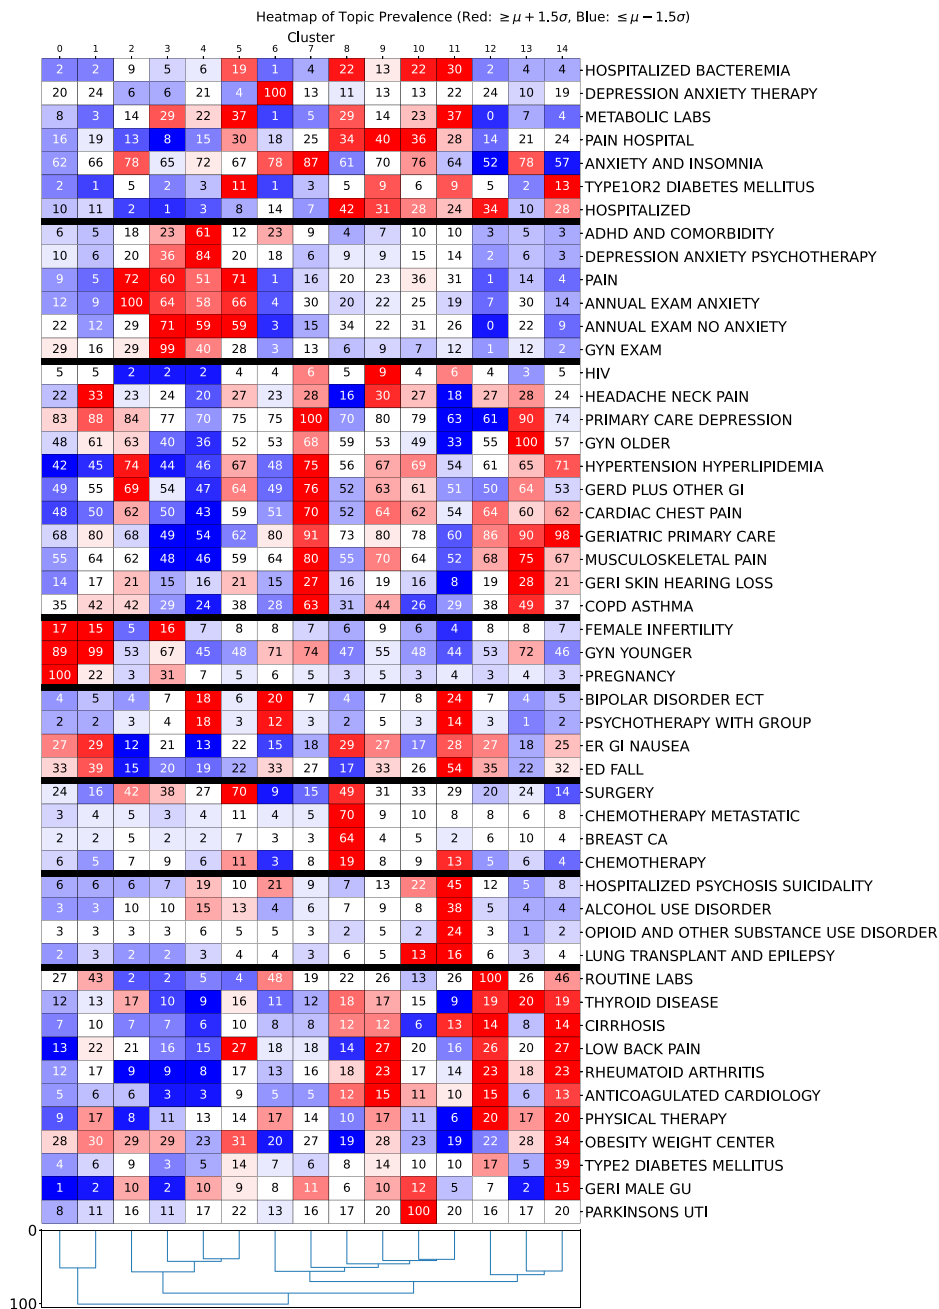 Heatmap of Topic Prevalence (Red: ≥ μ + 1.5σ, Blue: ≤ μ − 1.5σ)
Cluster
0 1 2 3 4 5 6 7 8 9 10 11 12 13 14
2 2 9 5 6 19 1 4 22 13 22 30 2 4 4 HOSPITALIZED BACTEREMIA
20 24 6 6 21 4 100 13 11 13 13 22 24 10 19 DEPRESSION ANXIETY THERAPY
8 3 14 29 22 37 1 5 29 14 23 37 0 7 4 METABOLIC LABS
16 19 13 8 15 30 18 25 34 40 36 28 14 21 24 PAIN HOSPITAL
62 66 78 65 72 67 78 87 61 70 76 64 52 78 57 ANXIETY AND INSOMNIA
2 1 5 2 3 11 1 3 5 9 6 9 5 2 13 TYPE1OR2 DIABETES MELLITUS
10 11 2 1 3 8 14 7 42 31 28 24 34 10 28 HOSPITALIZED
6 5 18 23 61 12 23 9 4 7 10 10 3 5 3 ADHD AND COMORBIDITY
10 6 20 36 84 20 18 6 9 9 15 14 2 6 3 DEPRESSION ANXIETY PSYCHOTHERAPY
9 5 72 60 51 71 1 16 20 23 36 31 1 14 4 PAIN
12 9 100 64 58 66 4 30 20 22 25 19 7 30 14 ANNUAL EXAM ANXIETY
22 12 29 71 59 59 3 15 34 22 31 26 0 22 9 ANNUAL EXAM NO ANXIETY
29 16 29 99 40 28 3 13 6 9 7 12 1 12 2 GYN EXAM
5 5 2 2 2 4 4 6 5 9 4 6 4 3 5 HIV
22 33 23 24 20 27 23 28 16 30 27 18 27 28 24 HEADACHE NECK PAIN
83 88 84 77 70 75 75 100 70 80 79 63 61 90 74 PRIMARY CARE DEPRESSION
48 61 63 40 36 52 53 68 59 53 49 33 55 100 57 GYN OLDER
42 45 74 44 46 67 48 75 56 67 69 54 61 65 71 HYPERTENSION HYPERLIPIDEMIA
49 55 69 54 47 64 49 76 52 63 61 51 50 64 53 GERD PLUS OTHER GI
48 50 62 50 43 59 51 70 52 64 62 54 64 60 62 CARDIAC CHEST PAIN
68 80 68 49 54 62 80 91 73 80 78 60 86 90 98 GERIATRIC PRIMARY CARE
55 64 62 48 46 64 64 80 55 70 64 52 68 75 67 MUSCULOSKELETAL PAIN
14 17 21 15 16 21 15 27 16 19 16 8 19 28 21 GERI SKIN HEARING LOSS
35 42 42 29 24 38 28 63 31 44 26 29 38 49 37 COPD ASTHMA
17 15 5 16 7 8 8 7 6 9 6 4 8 8 7 FEMALE INFERTILITY
89 99 53 67 45 48 71 74 47 55 48 44 53 72 46 GYN YOUNGER
100 22 3 31 7 5 6 5 3 5 3 4 3 4 3 PREGNANCY
4 5 4 7 18 6 20 7 4 7 8 24 7 4 5 BIPOLAR DISORDER ECT
2 2 3 4 18 3 12 3 2 5 3 14 3 1 2 PSYCHOTHERAPY WITH GROUP
27 29 12 21 13 22 15 18 29 27 17 28 27 18 25 ER GI NAUSEA
33 39 15 20 19 22 33 27 17 33 26 54 35 22 32 ED FALL
24 16 42 38 27 70 9 15 49 31 33 29 20 24 14 SURGERY
3 4 5 3 4 11 4 5 70 9 10 8 8 6 8 CHEMOTHERAPY METASTATIC
2 2 5 2 2 7 3 3 64 4 5 2 6 10 4 BREAST CA
6 5 7 9 6 11 3 8 19 8 9 13 5 6 4 CHEMOTHERAPY
6 6 6 7 19 10 21 9 7 13 22 45 12 5 8 HOSPITALIZED PSYCHOSIS SUICIDALITY
3 3 10 10 15 13 4 6 7 9 8 38 5 4 4 ALCOHOL USE DISORDER
3 3 3 3 6 5 5 3 2 5 2 24 3 1 2 OPIOID AND OTHER SUBSTANCE USE DISORDER
2 3 2 2 3 4 4 3 6 5 13 16 6 3 4 LUNG TRANSPLANT AND EPILEPSY
27 43 2 2 5 4 48 19 22 26 13 26 100 26 46 ROUTINE LABS
12 13 17 10 9 16 11 12 18 17 15 9 19 20 19 THYROID DISEASE
7 10 7 7 6 10 8 8 12 12 6 13 14 8 14 CIRRHOSIS
13 22 21 16 15 27 18 18 14 27 20 16 26 20 27 LOW BACK PAIN
12 17 9 9 8 17 13 16 18 23 17 14 23 18 23 RHEUMATOID ARTHRITIS
5 6 6 3 3 9 5 5 12 15 11 10 15 6 13 ANTICOAGULATED CARDIOLOGY
9 17 8 11 13 14 17 14 10 17 11 6 20 17 20 PHYSICAL THERAPY
28 30 29 29 23 31 20 27 19 28 23 19 22 28 34 OBESITY WEIGHT CENTER
4 6 9 3 5 14 7 6 8 14 10 10 17 5 39 TYPE2 DIABETES MELLITUS
1 2 10 2 10 9 8 11 6 10 12 5 7 2 15 GERI MALE GU
8 11 16 11 17 22 13 16 17 20 100 20 16 17 20 PARKINSONS UTI
0
100